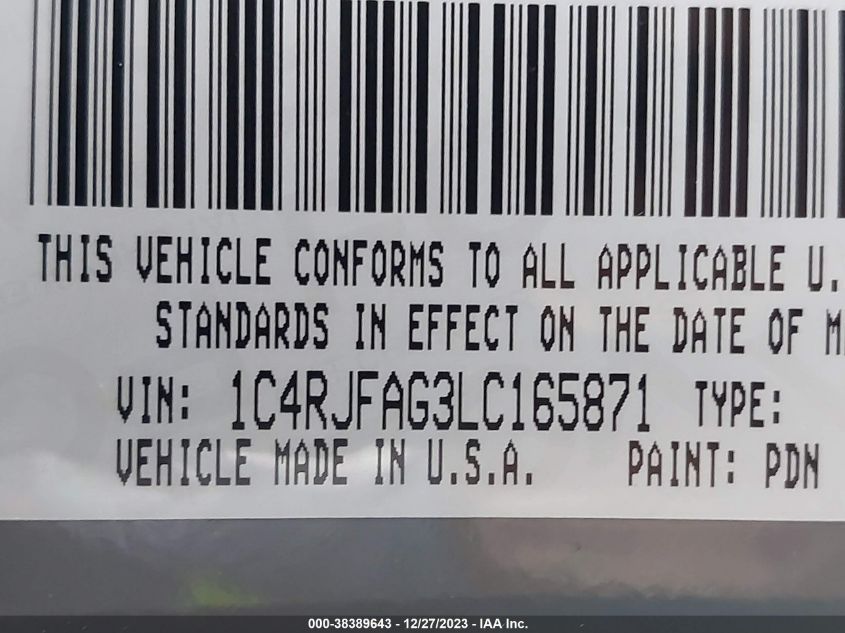 THIS VEHICLE CONFORMS TO ALL APPLICABLE U.
STANDARDS IN EFFECT ON THE DATE OF M
VIN: 1C4RJFAG3LC165871 TYPE:
VEHICLE MADE IN U.S.A. PAINT: PDN
000-38389643 - 12/27/2023 - IAA Inc.